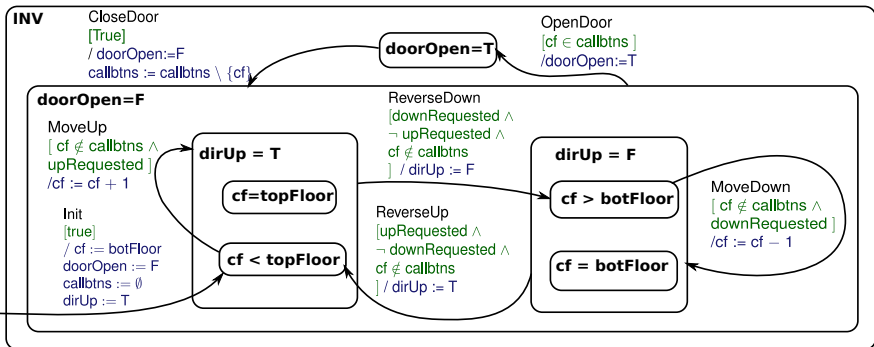 INV
CloseDoor
[True]
/ doorOpen:=F
callbtns := callbtns \ {cf}
doorOpen=T
OpenDoor
[cf ∈ callbtns ]
/doorOpen:=T
doorOpen=F
MoveUp
[ cf ∉ callbtns ∧
upRequested ]
/cf := cf + 1
Init
[true]
/ cf := botFloor
doorOpen := F
callbtns := ∅
dirUp := T
dirUp = T
cf=topFloor
cf < topFloor
ReverseDown
[downRequested ∧
¬ upRequested ∧
cf ∉ callbtns
] / dirUp := F
ReverseUp
[upRequested ∧
¬ downRequested ∧
cf ∉ callbtns
] / dirUp := T
dirUp = F
cf > botFloor
cf = botFloor
MoveDown
[ cf ∉ callbtns ∧
downRequested ]
/cf := cf − 1